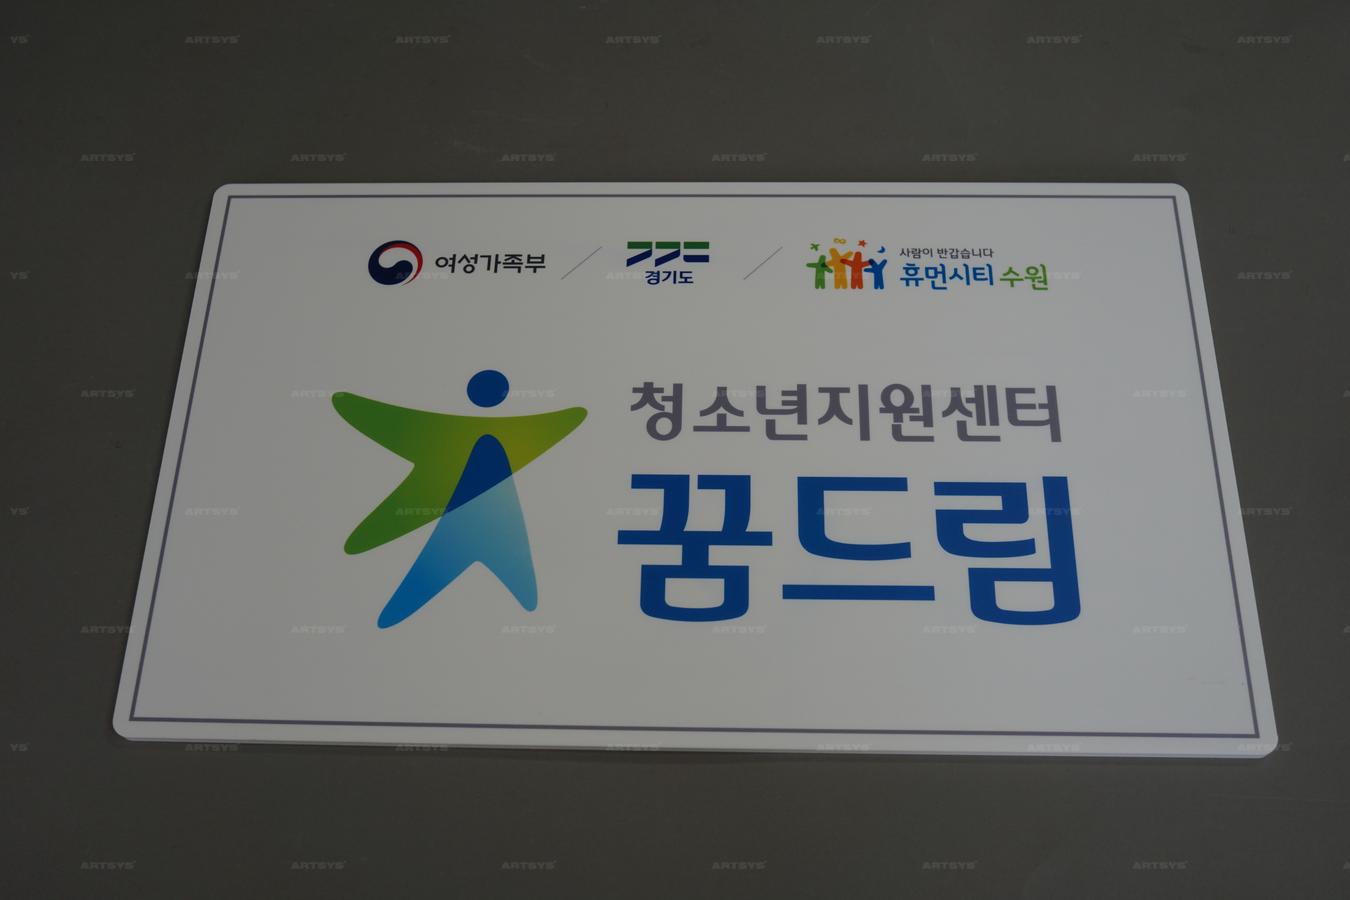 여성가족부
경기도
사람이 반갑습니다
휴먼시티 수원
청소년지원센터
꿈드림
ARTSYS